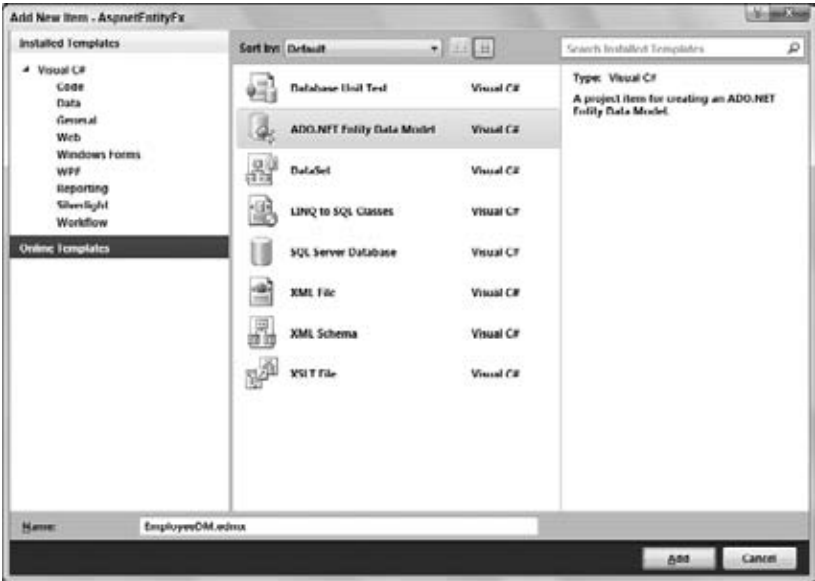 Add New Item - AspnetEntityFx
Installed Templates
Visual C#
Code
Data
General
Web
Windows Forms
WPF
Reporting
Silverlight
Workflow
Online Templates
Sort by: Default
Database Unit Test Visual C#
ADO.NET Entity Data Model Visual C#
DataSet Visual C#
LINQ to SQL Classes Visual C#
SQL Server Database Visual C#
XML File Visual C#
XML Schema Visual C#
XSLT File Visual C#
Search Installed Templates
Type: Visual C#
A project item for creating an ADO.NET
Entity Data Model.
Name: EmployeeDM.edmx
Add Cancel